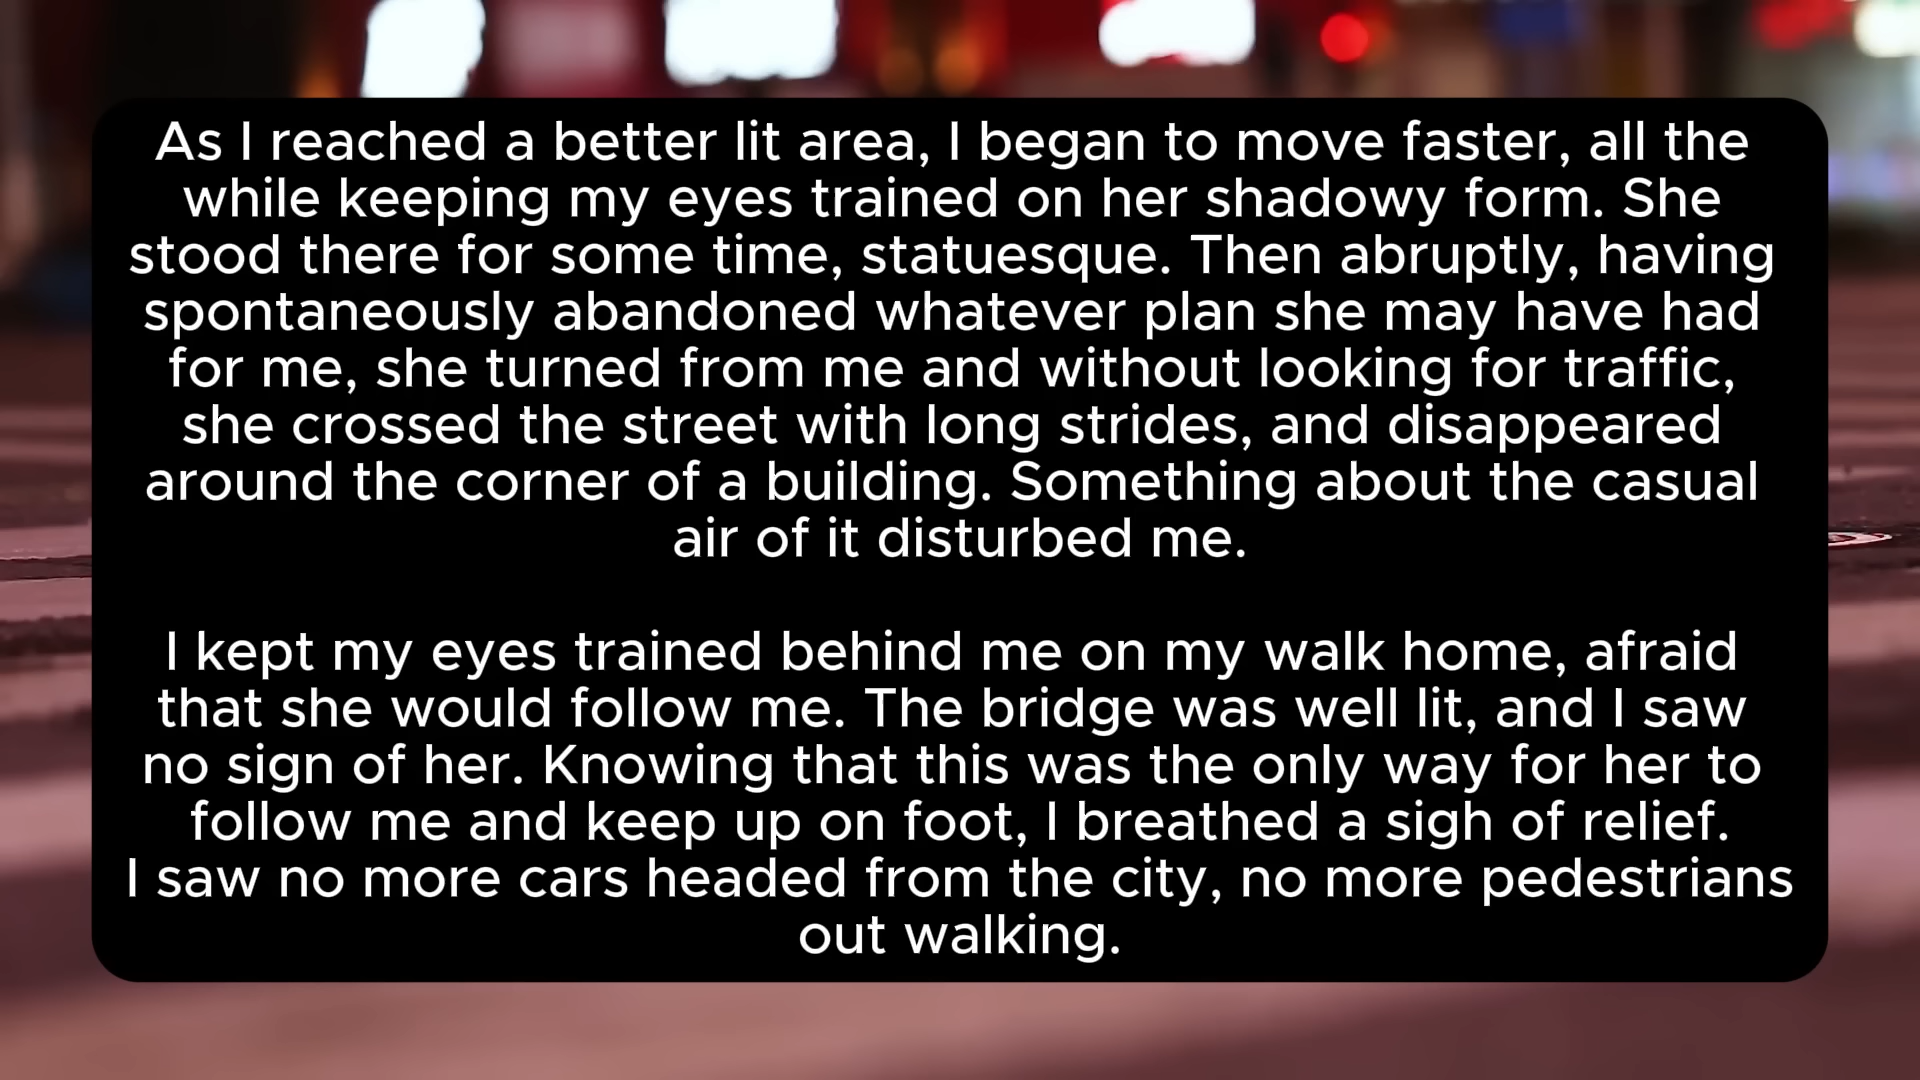 As I reached a better lit area, I began to move faster, all the
while keeping my eyes trained on her shadowy form. She
stood there for some time, statuesque. Then abruptly, having
spontaneously abandoned whatever plan she may have had
for me, she turned from me and without looking for traffic,
she crossed the street with long strides, and disappeared
around the corner of a building. Something about the casual
air of it disturbed me.
I kept my eyes trained behind me on my walk home, afraid
that she would follow me. The bridge was well lit, and I saw
no sign of her. Knowing that this was the only way for her to
follow me and keep up on foot, I breathed a sigh of relief.
I saw no more cars headed from the city, no more pedestrians
out walking.